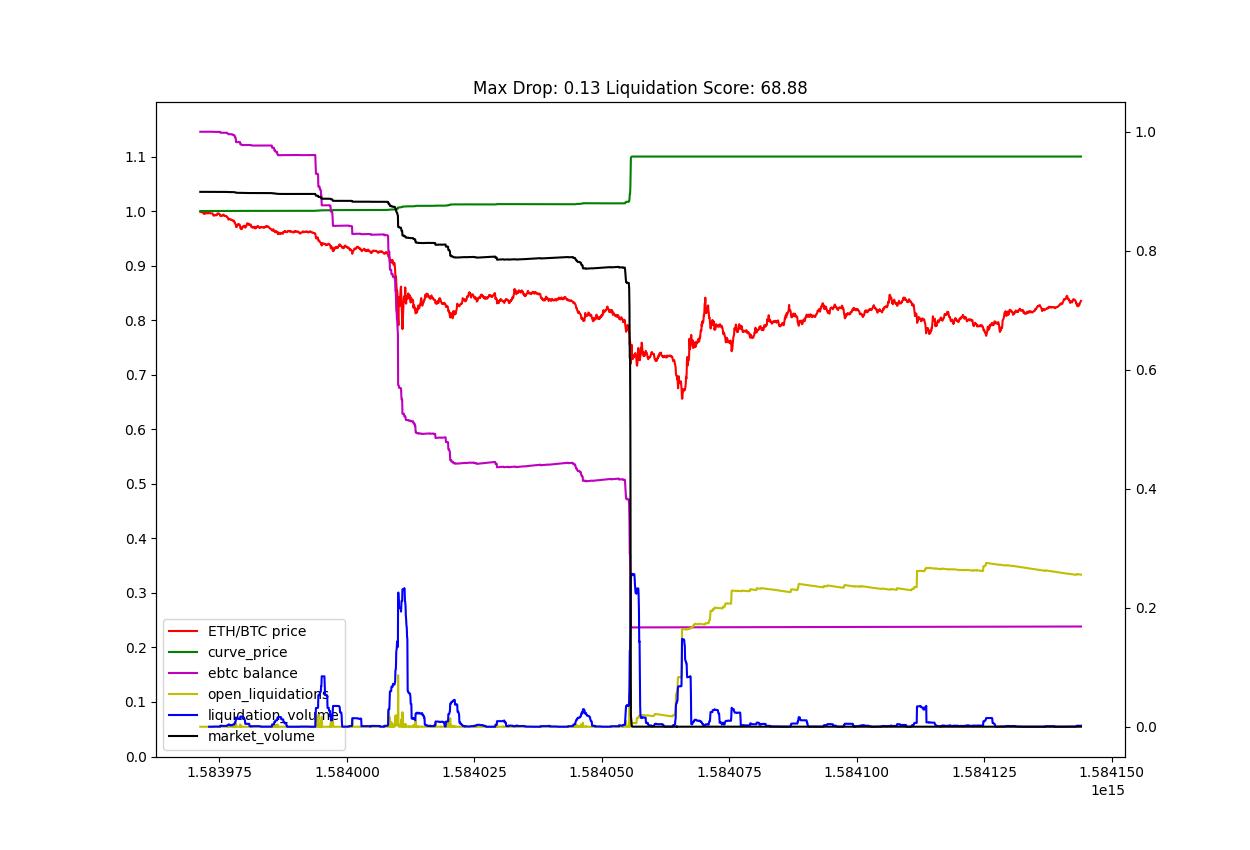 Max Drop: 0.13 Liquidation Score: 68.88
1.1
1.0
0.9
0.8
0.7
0.6
0.5
0.4
0.3
0.2
0.1
0.0
1.0
0.8
0.6
0.4
0.2
0.0
ETH/BTC price
curve_price
ebtc balance
open_liquidations
liquidation_volume
market_volume
1.583975 1.584000 1.584025 1.584050 1.584075 1.584100 1.584125 1.584150
1e15